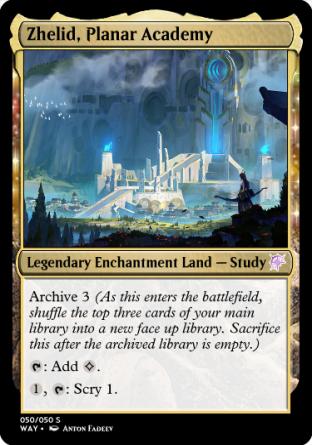 Zhelid, Planar Academy
Legendary Enchantment Land — Study
Archive 3 (As this enters the battlefield,
shuffle the top three cards of your main
library into a new face up library. Sacrifice
this after the archived library is empty.)
: Add .
1, : Scry 1.
050/050 S
WAY • Anton Fadeev